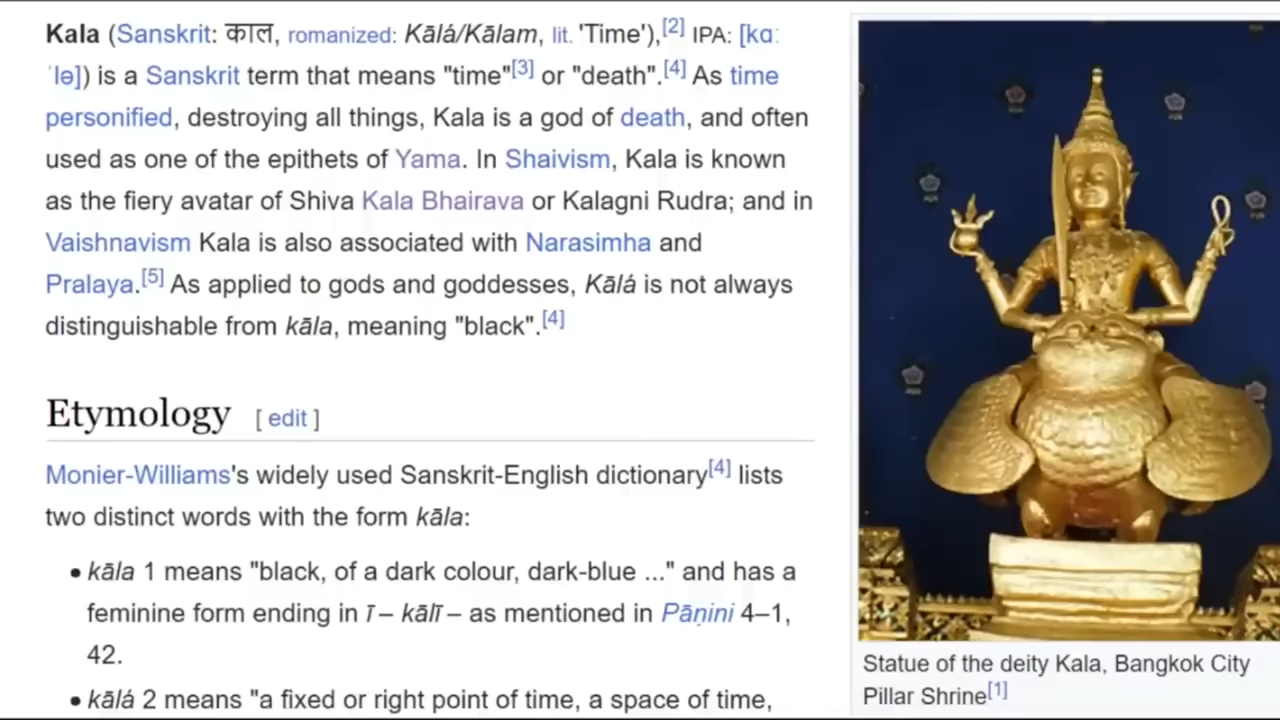 Kala (Sanskrit: काल, romanized: Kālá/Kālam, lit. 'Time'),[2] IPA: [kɑː
ˈlə]) is a Sanskrit term that means "time"[3] or "death".[4] As time
personified, destroying all things, Kala is a god of death, and often
used as one of the epithets of Yama. In Shaivism, Kala is known
as the fiery avatar of Shiva Kala Bhairava or Kalagni Rudra; and in
Vaishnavism Kala is also associated with Narasimha and
Pralaya.[5] As applied to gods and goddesses, Kālá is not always
distinguishable from kāla, meaning "black".[4]
Etymology [ edit ]
Monier-Williams's widely used Sanskrit-English dictionary[4] lists
two distinct words with the form kāla:
• kāla 1 means "black, of a dark colour, dark-blue ..." and has a
feminine form ending in ī – kālī – as mentioned in Pāṇini 4–1,
42.
• kālá 2 means "a fixed or right point of time, a space of time,
Statue of the deity Kala, Bangkok City
Pillar Shrine[1]